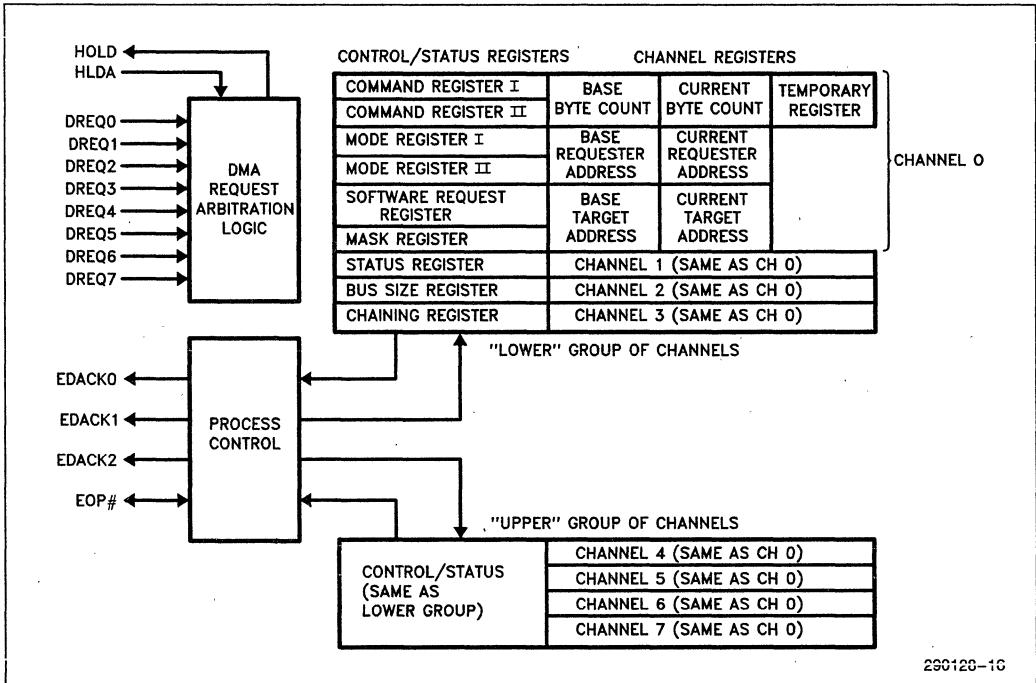 HOLD
HLDA
DREQ0
DREQ1
DREQ2
DREQ3
DREQ4
DREQ5
DREQ6
DREQ7
DMA
REQUEST
ARBITRATION
LOGIC
CONTROL/STATUS REGISTERS
CHANNEL REGISTERS
COMMAND REGISTER I
COMMAND REGISTER II
MODE REGISTER I
MODE REGISTER II
SOFTWARE REQUEST
REGISTER
MASK REGISTER
STATUS REGISTER
BUS SIZE REGISTER
CHAINING REGISTER
BASE
BYTE COUNT
CURRENT
BYTE COUNT
TEMPORARY
REGISTER
BASE
REQUESTER
ADDRESS
CURRENT
REQUESTER
ADDRESS
BASE
TARGET
ADDRESS
CURRENT
TARGET
ADDRESS
CHANNEL 0
CHANNEL 1 (SAME AS CH 0)
CHANNEL 2 (SAME AS CH 0)
CHANNEL 3 (SAME AS CH 0)
"LOWER" GROUP OF CHANNELS
EDACK0
EDACK1
EDACK2
EOP#
PROCESS
CONTROL
"UPPER" GROUP OF CHANNELS
CONTROL/STATUS
(SAME AS
LOWER GROUP)
CHANNEL 4 (SAME AS CH 0)
CHANNEL 5 (SAME AS CH 0)
CHANNEL 6 (SAME AS CH 0)
CHANNEL 7 (SAME AS CH 0)